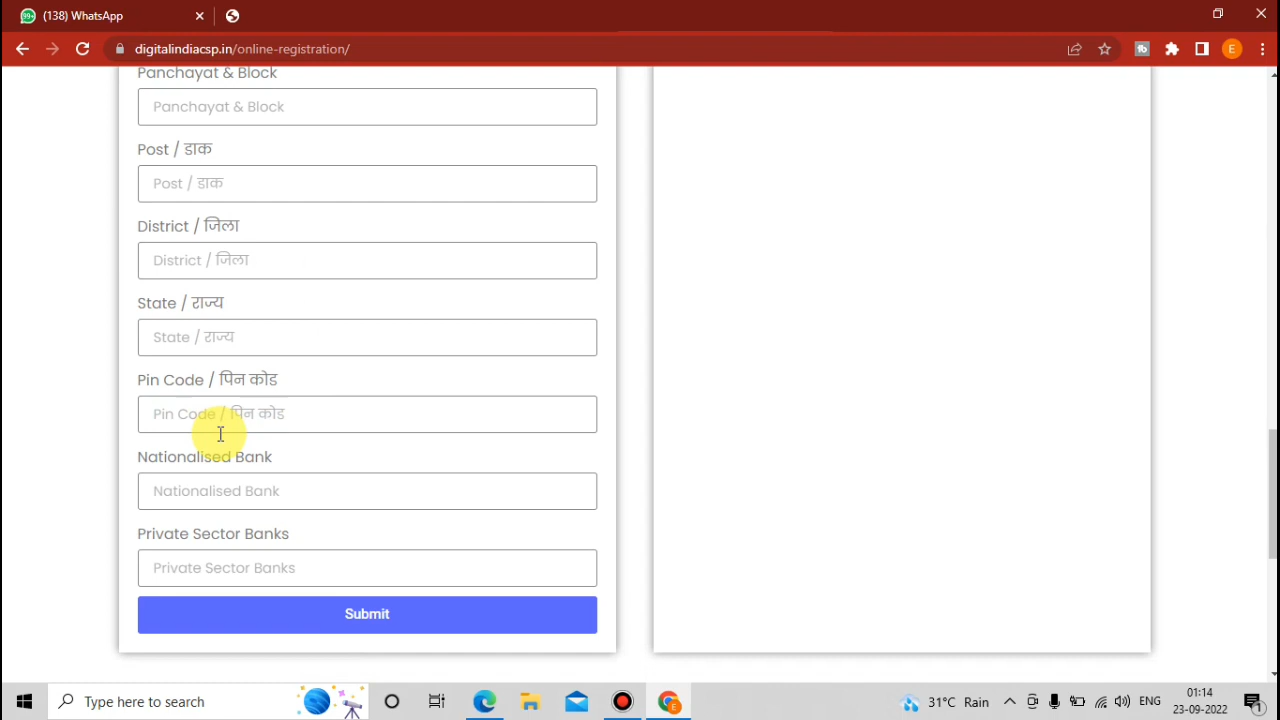 99+
(138) WhatsApp
digitalindiacsp.in/online-registration/
E
Panchayat & Block
Panchayat & Block
Post / डाक
Post / डाक
District / जिला
District / जिला
State / राज्य
State / राज्य
Pin Code / पिन कोड
Pin Code / पिन कोड
Nationalised Bank
Nationalised Bank
Private Sector Banks
Private Sector Banks
Submit
Type here to search
31°C Rain
ENG
01:14
23-09-2022
1